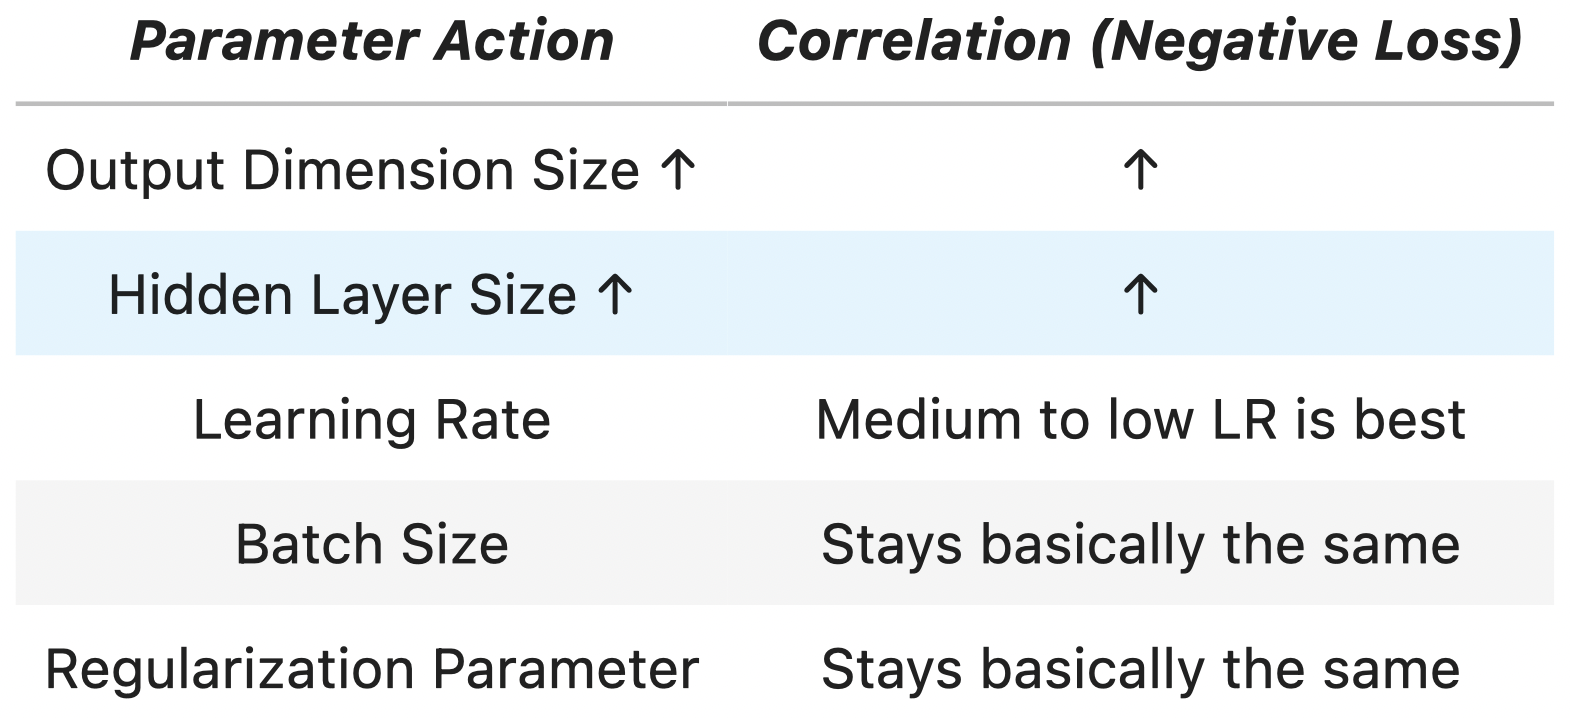 Parameter Action Correlation (Negative Loss)
Output Dimension Size ↑ ↑
Hidden Layer Size ↑ ↑
Learning Rate Medium to low LR is best
Batch Size Stays basically the same
Regularization Parameter Stays basically the same